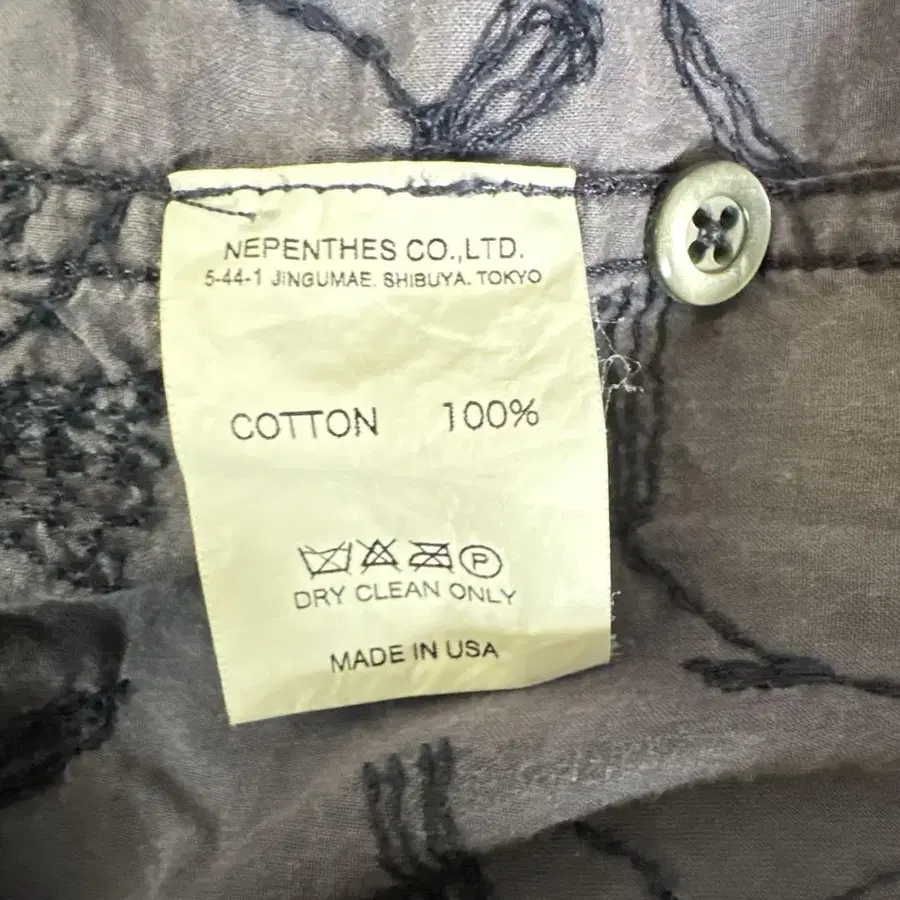 NEPENTHES CO.,LTD.
5-44-1 JINGUMAE. SHIBUYA. TOKYO
COTTON 100%
P
DRY CLEAN ONLY
MADE IN USA